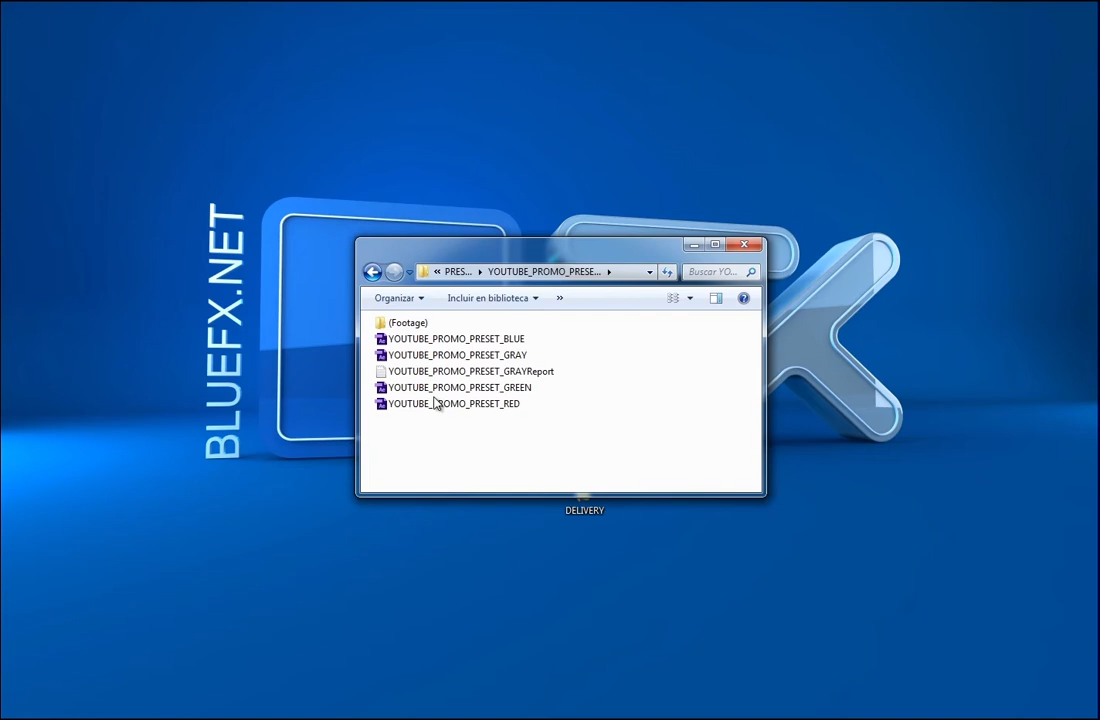 BLUEFX.NET
« PRES... ▸ YOUTUBE_PROMO_PRESE... ▸
Buscar YO...
Organizar
Incluir en biblioteca
»
(Footage)
YOUTUBE_PROMO_PRESET_BLUE
YOUTUBE_PROMO_PRESET_GRAY
YOUTUBE_PROMO_PRESET_GRAYReport
YOUTUBE_PROMO_PRESET_GREEN
YOUTUBE_PROMO_PRESET_RED
DELIVERY